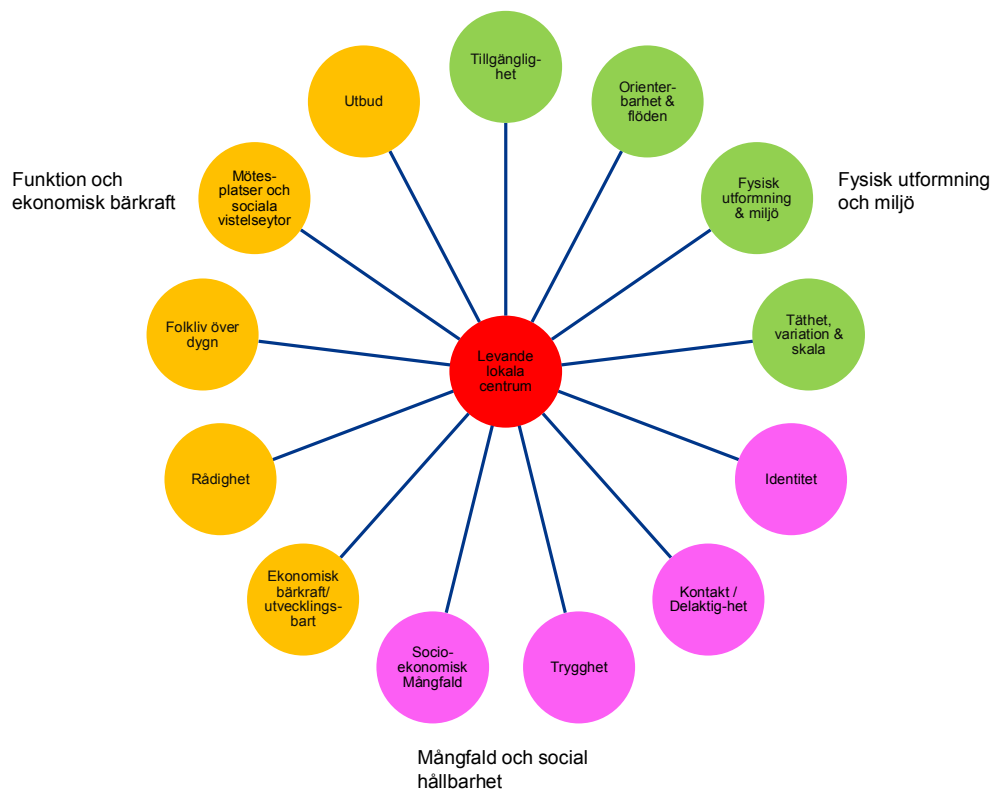 Tillgänglig-
het
Orienter-
barhet &
flöden
Utbud
Fysisk
utformning
& miljö
Fysisk utformning
och miljö
Funktion och
ekonomisk bärkraft
Mötes-
platser och
sociala
vistelseytor
Täthet,
variation &
skala
Folkliv över
dygn
Levande
lokala
centrum
Rådighet
Identitet
Ekonomisk
bärkraft/
utvecklings-
bart
Kontakt /
Delaktig-het
Socio-
ekonomisk
Mångfald
Trygghet
Mångfald och social
hållbarhet